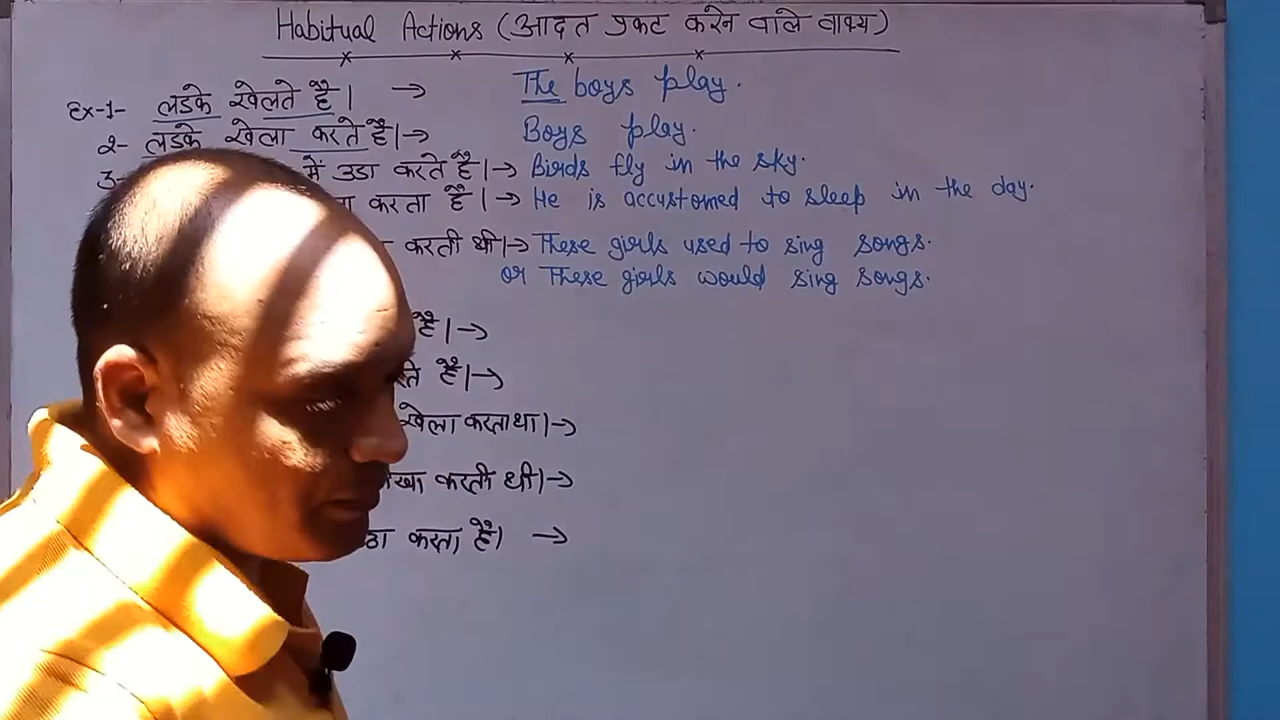 Habitual Actions (आदत प्रकट करने वाले वाक्य)
Ex-1- लडके खेलते हैं। → The boys play.
2- लडके खेला करते हैं।→ Boys play.
3- में उडा करते हैं।→ Birds fly in the sky.
करता है।→ He is accustomed to sleep in the day.
करती थी।→ These girls used to sing songs.
or These girls would sing songs.
है।→
हैं।→
खेला करता था।→
करती थी।→
करता हैं। →